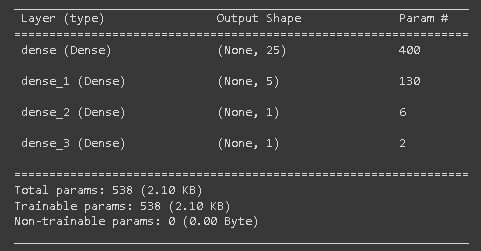 Layer (type) Output Shape Param #
=================================================================
dense (Dense) (None, 25) 400
dense_1 (Dense) (None, 5) 130
dense_2 (Dense) (None, 1) 6
dense_3 (Dense) (None, 1) 2
=================================================================
Total params: 538 (2.10 KB)
Trainable params: 538 (2.10 KB)
Non-trainable params: 0 (0.00 Byte)